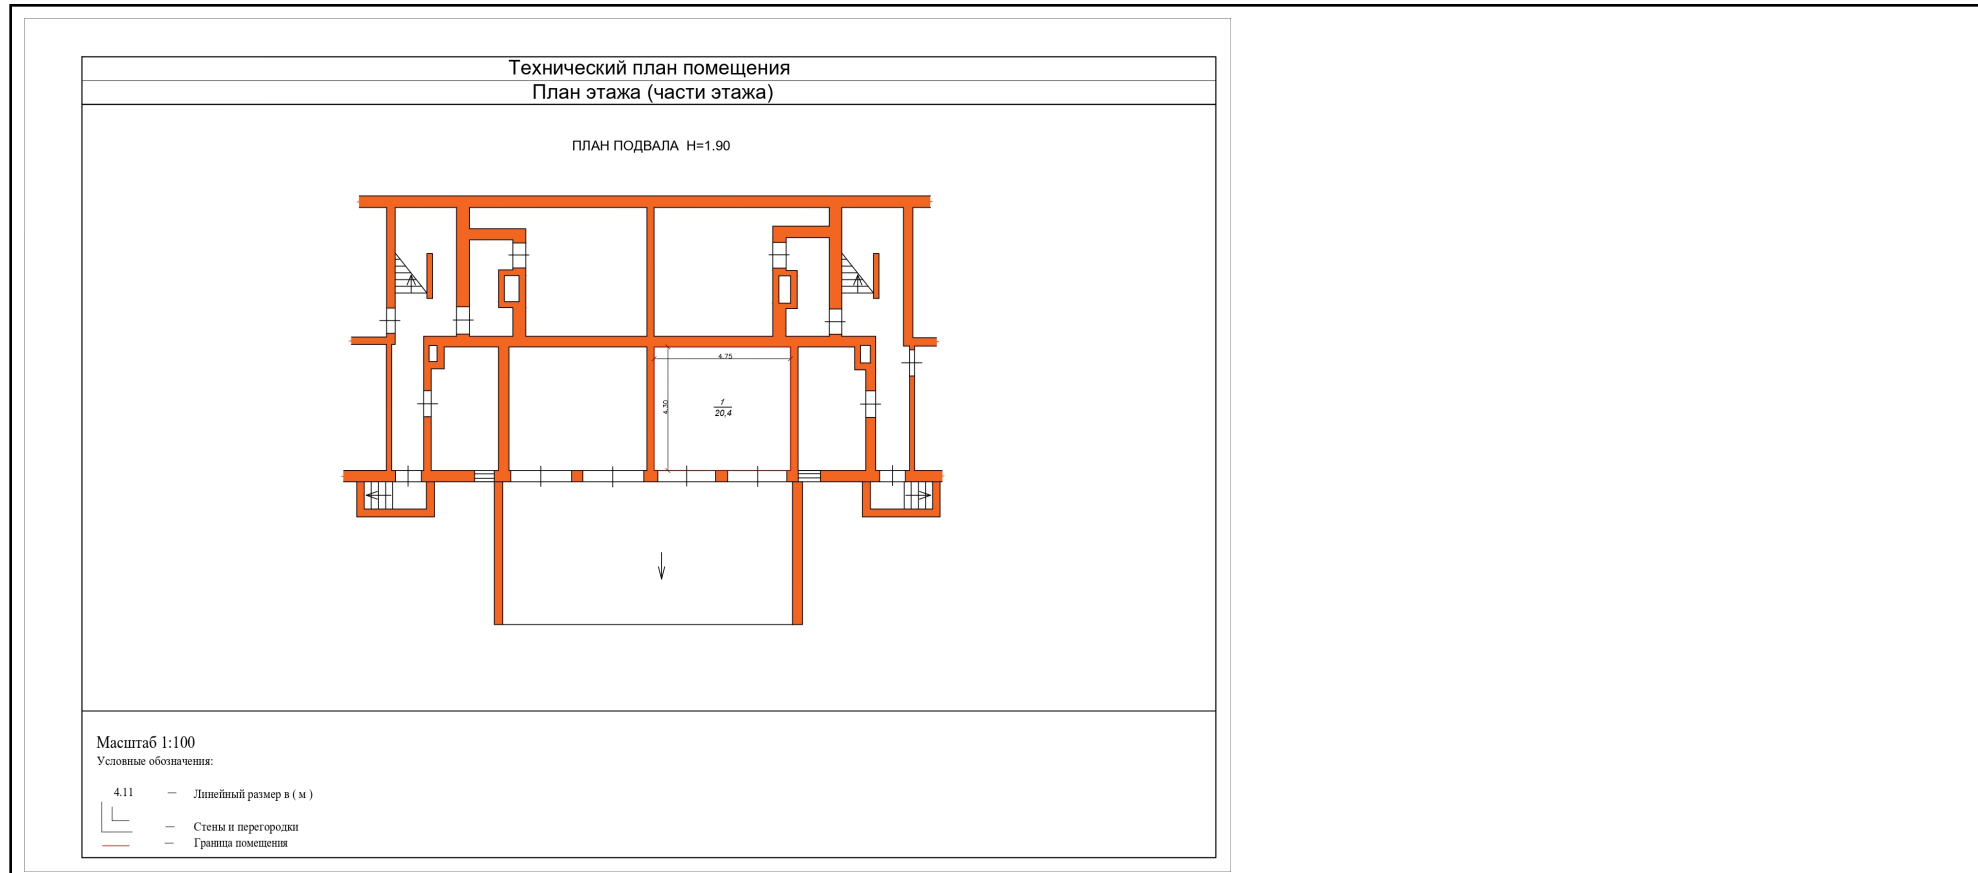 Технический план помещения
План этажа (части этажа)
ПЛАН ПОДВАЛА H=1.90
4.75
4.30
1
20,4
Масштаб 1:100
Условные обозначения:
4.11 — Линейный размер в ( м )
— Стены и перегородки
— Граница помещения